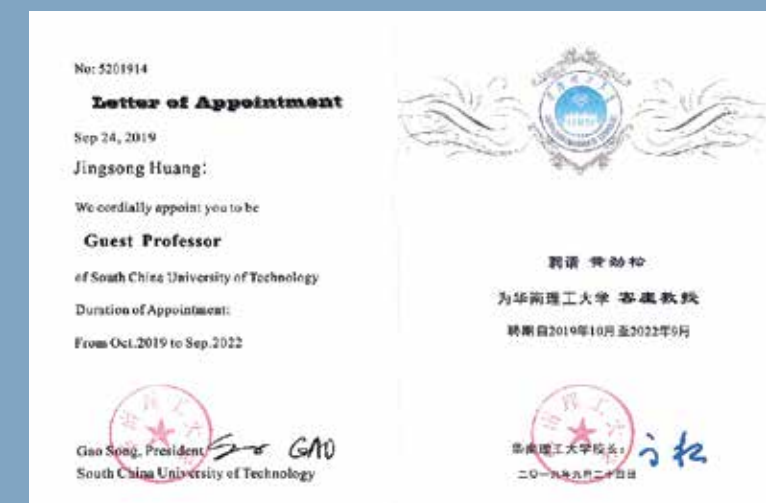 No: 5201914
Letter of Appointment
Sep 24, 2019
Jingsong Huang:
We cordially appoint you to be
Guest Professor
of South China University of Technology
Duration of Appointment:
From Oct.2019 to Sep.2022
Gao Song, President
GAO
South China University of Technology
聘请 黄劲松
为华南理工大学 客座教授
聘期自2019年10月至2022年9月
华南理工大学校长:
高松
二〇一九年九月二十四日